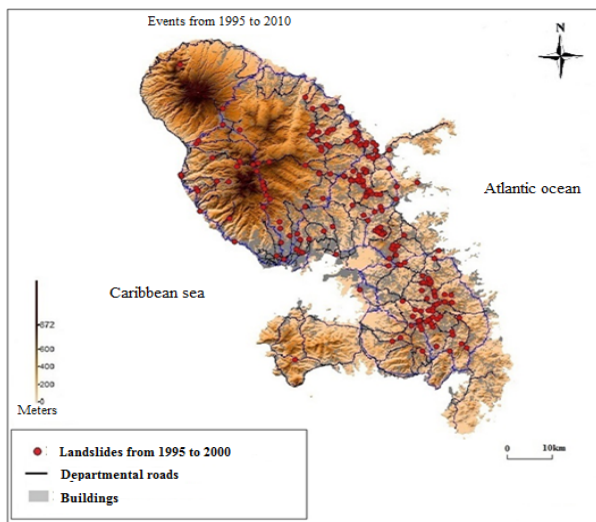 Events from 1995 to 2010
N
Atlantic ocean
Caribbean sea
872
600
400
200
0
Meters
Landslides from 1995 to 2000
Departmental roads
Buildings
0 10km